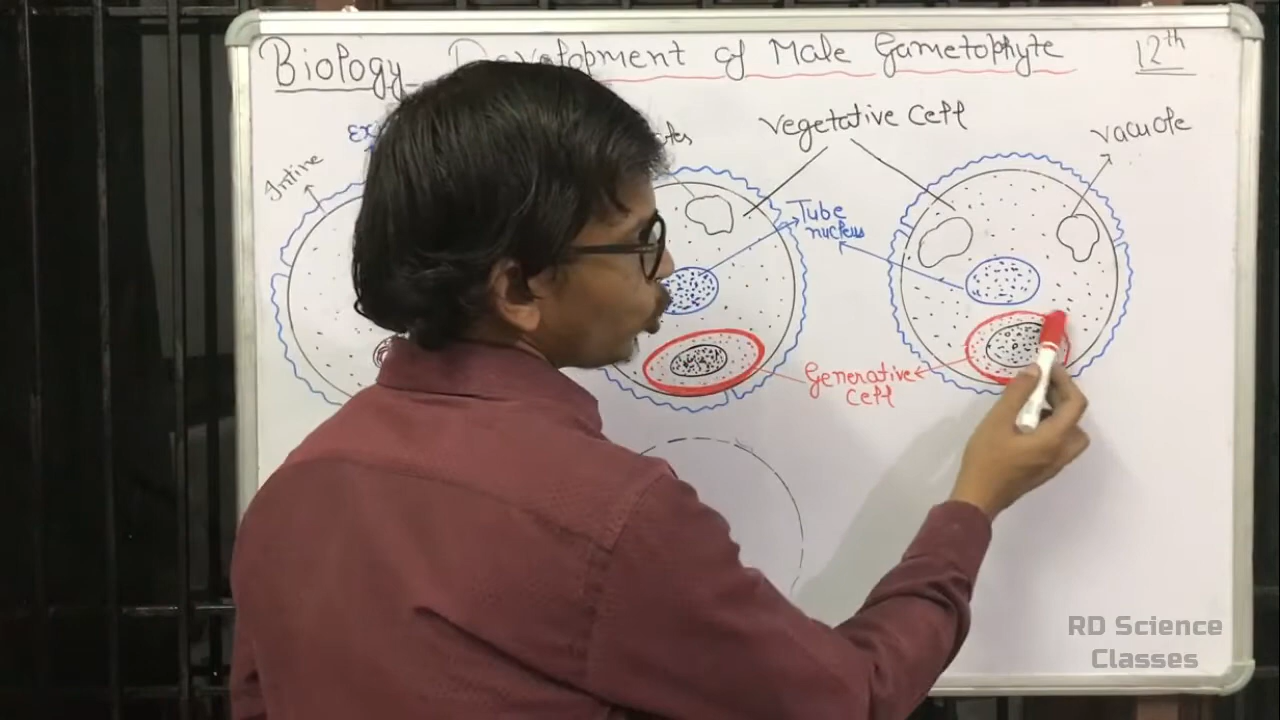 Biology Development of Male Gametophyte 12th
Vegetative Cell
Vacuole
Intine
Tube
nucleus
Generative
Cell
RD Science
Classes